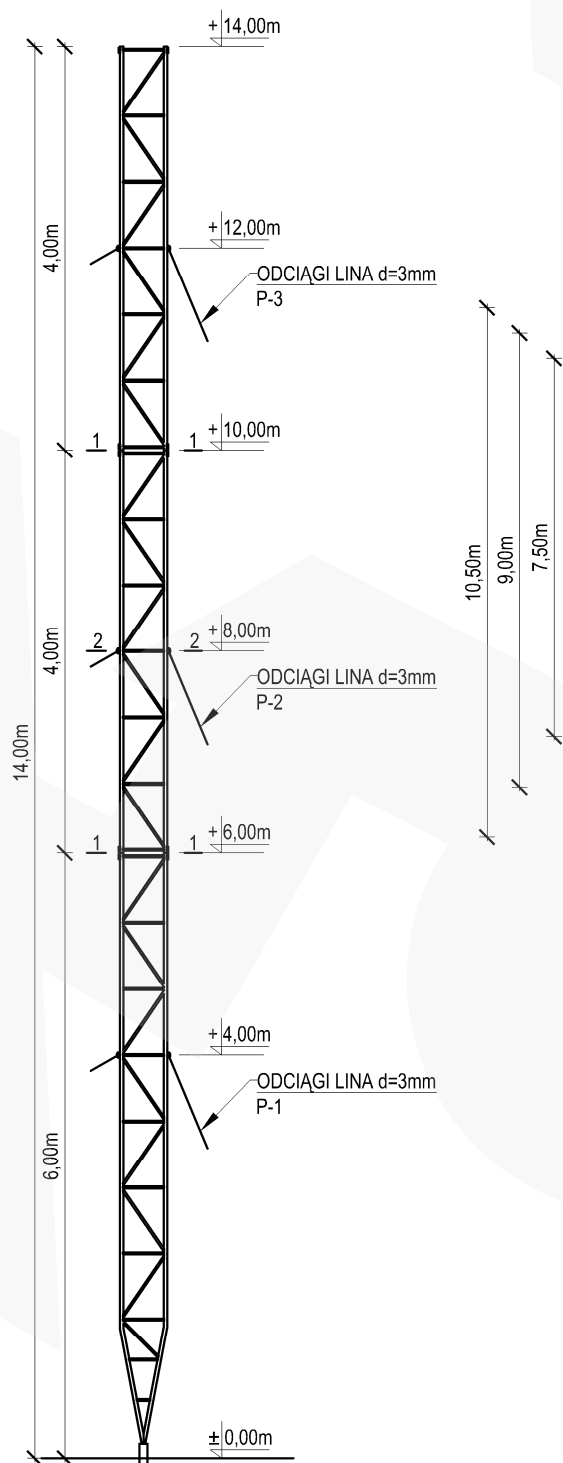 +14,00m
4,00m
+12,00m
ODCIĄGI LINA d=3mm
P-3
1 1 +10,00m
10,50m
9,00m
7,50m
4,00m
2 2 +8,00m
ODCIĄGI LINA d=3mm
P-2
14,00m
1 1 +6,00m
+4,00m
ODCIĄGI LINA d=3mm
P-1
6,00m
±0,00m